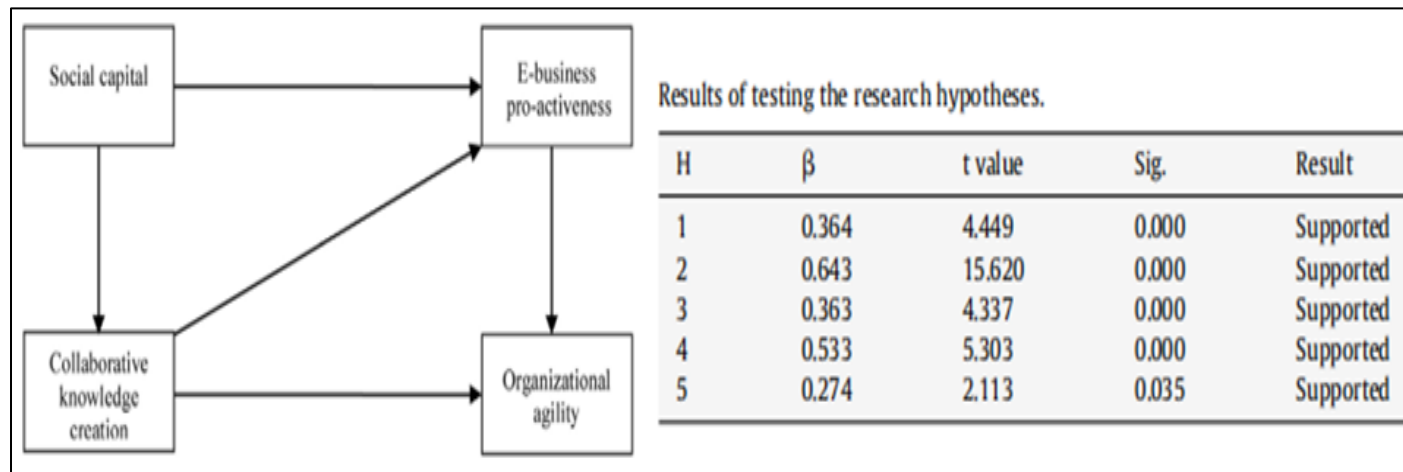 Social capital
E-business
pro-activeness
Collaborative
knowledge
creation
Organizational
agility
Results of testing the research hypotheses.
H β t value Sig. Result
1 0.364 4.449 0.000 Supported
2 0.643 15.620 0.000 Supported
3 0.363 4.337 0.000 Supported
4 0.533 5.303 0.000 Supported
5 0.274 2.113 0.035 Supported